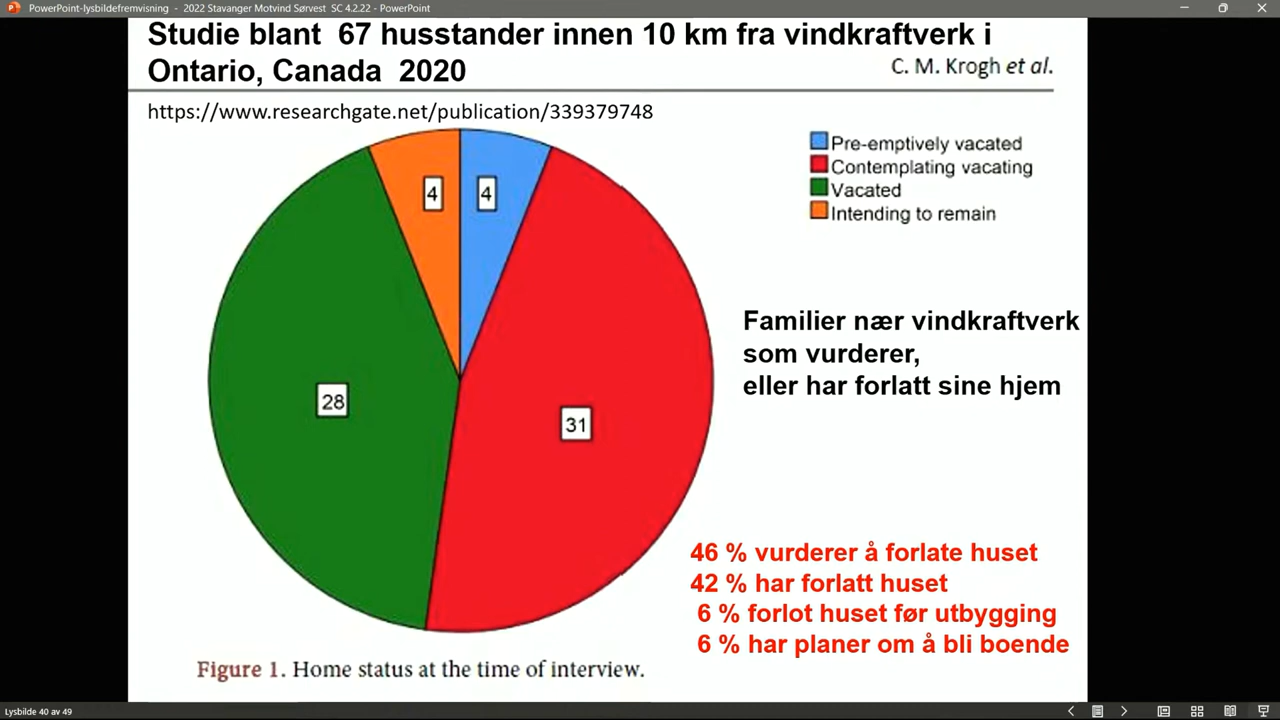 PowerPoint-lysbildefremvisning - 2022 Stavanger Motvind Sørvest SC 4.2.22 - PowerPoint
Studie blant 67 husstander innen 10 km fra vindkraftverk i
Ontario, Canada 2020
C. M. Krogh et al.
https://www.researchgate.net/publication/339379748
Pre-emptively vacated
Contemplating vacating
Vacated
Intending to remain
4
4
28
31
Familier nær vindkraftverk
som vurderer,
eller har forlatt sine hjem
46 % vurderer å forlate huset
42 % har forlatt huset
6 % forlot huset før utbygging
6 % har planer om å bli boende
Figure 1. Home status at the time of interview.
Lysbilde 40 av 49